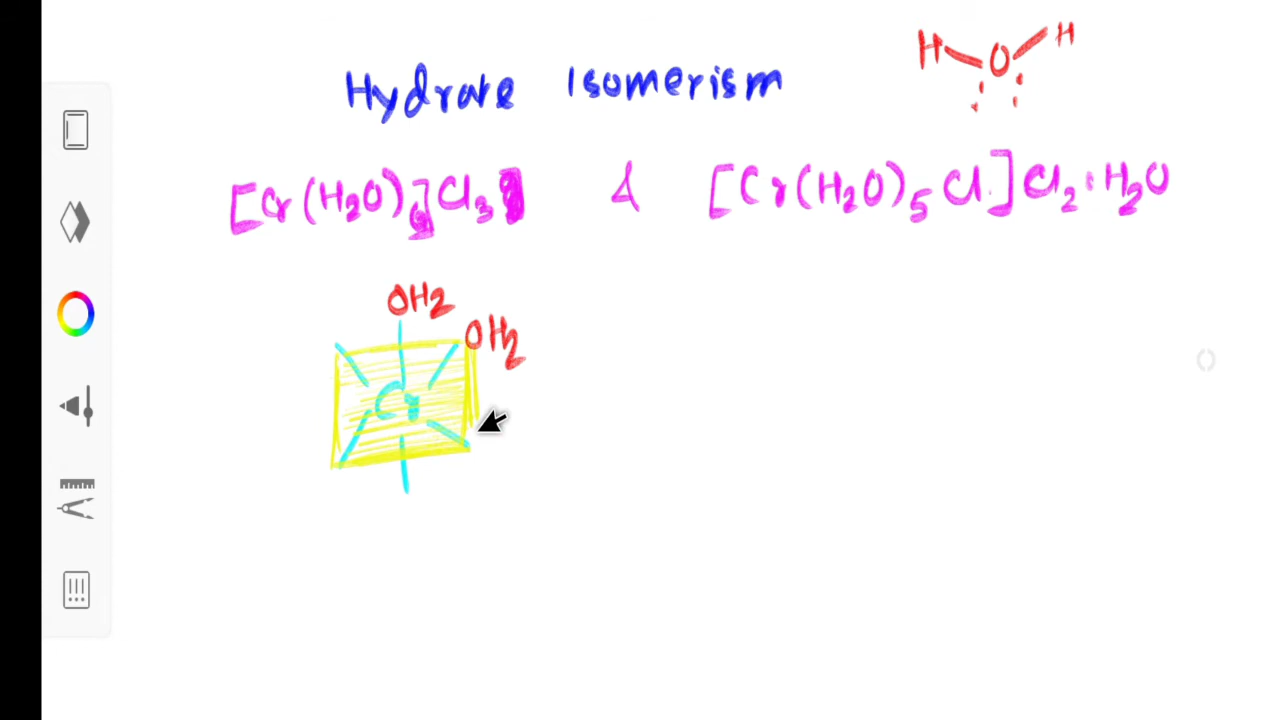 Hydrate Isomerism
H O H
[Cr(H2O)6]Cl3 & [Cr(H2O)5Cl]Cl2·H2O
OH2
OH2
Cr